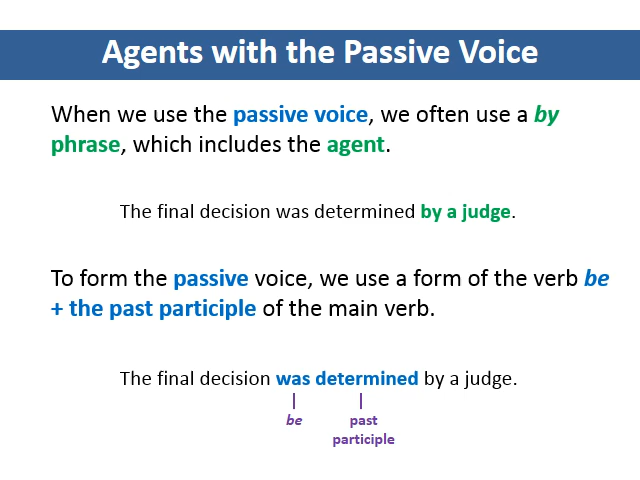 Agents with the Passive Voice
When we use the passive voice, we often use a by
phrase, which includes the agent.
The final decision was determined by a judge.
To form the passive voice, we use a form of the verb be
+ the past participle of the main verb.
The final decision was determined by a judge.
be past
participle